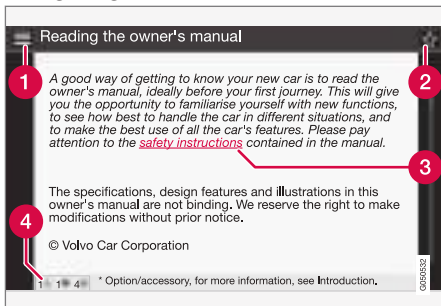 Reading the owner's manual
1
2
A good way of getting to know your new car is to read the
owner's manual, ideally before your first journey. This will give
you the opportunity to familiarise yourself with new functions,
to see how best to handle the car in different situations, and
to make the best use of all the car's features. Please pay
attention to the safety instructions contained in the manual.
3
The specifications, design features and illustrations in this
owner's manual are not binding. We reserve the right to make
modifications without prior notice.
4
© Volvo Car Corporation
* Option/accessory, for more information, see Introduction.
G050532